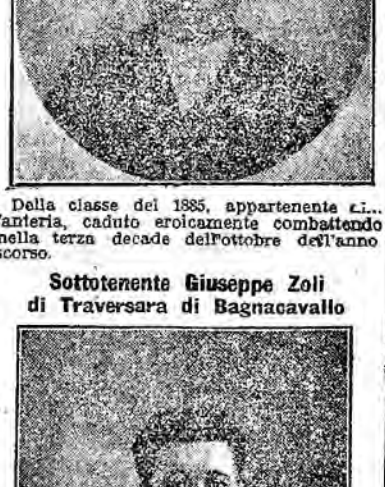 Della classe del 1885, appartenente
fanteria, caduto eroicamente combattendo
nella terza decade dell'ottobre dell'anno
scorso.
Sottotenente Giuseppe Zoli
di Traversara di Bagnacavallo